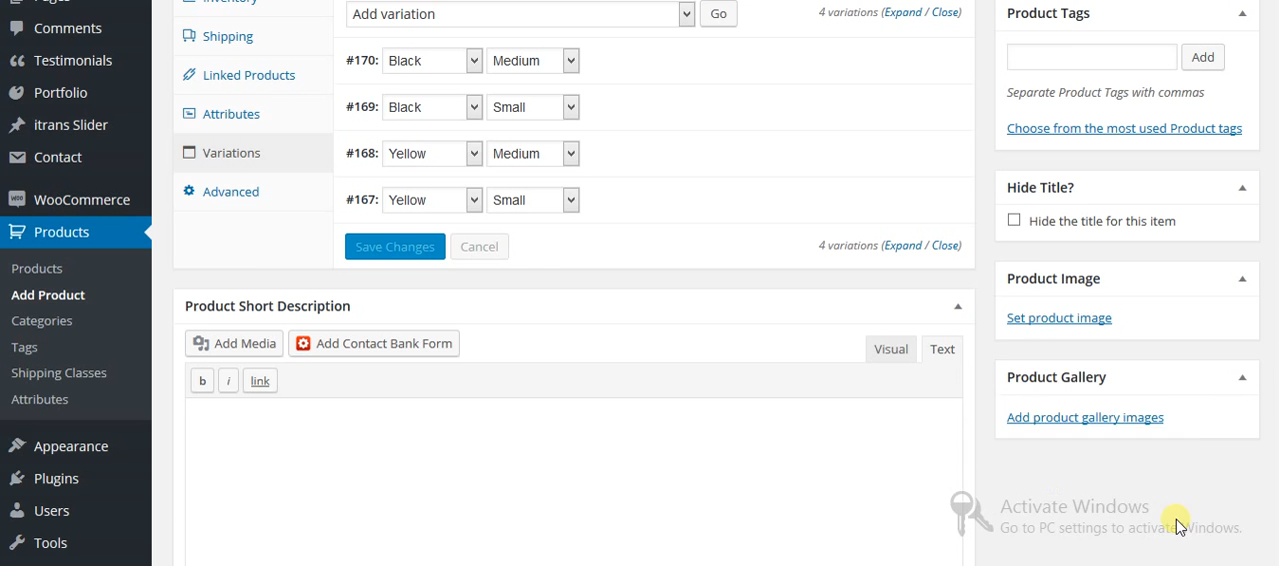 Comments
Testimonials
Portfolio
itrans Slider
Contact
WooCommerce
Products
Products
Add Product
Categories
Tags
Shipping Classes
Attributes
Appearance
Plugins
Users
Tools
Shipping
Linked Products
Attributes
Variations
Advanced
Add variation Go 4 variations (Expand / Close)
#170: Black Medium
#169: Black Small
#168: Yellow Medium
#167: Yellow Small
Save Changes Cancel 4 variations (Expand / Close)
Product Short Description
Add Media Add Contact Bank Form Visual Text
b i link
Product Tags
Add
Separate Product Tags with commas
Choose from the most used Product tags
Hide Title?
Hide the title for this item
Product Image
Set product image
Product Gallery
Add product gallery images
Activate Windows
Go to PC settings to activate Windows.